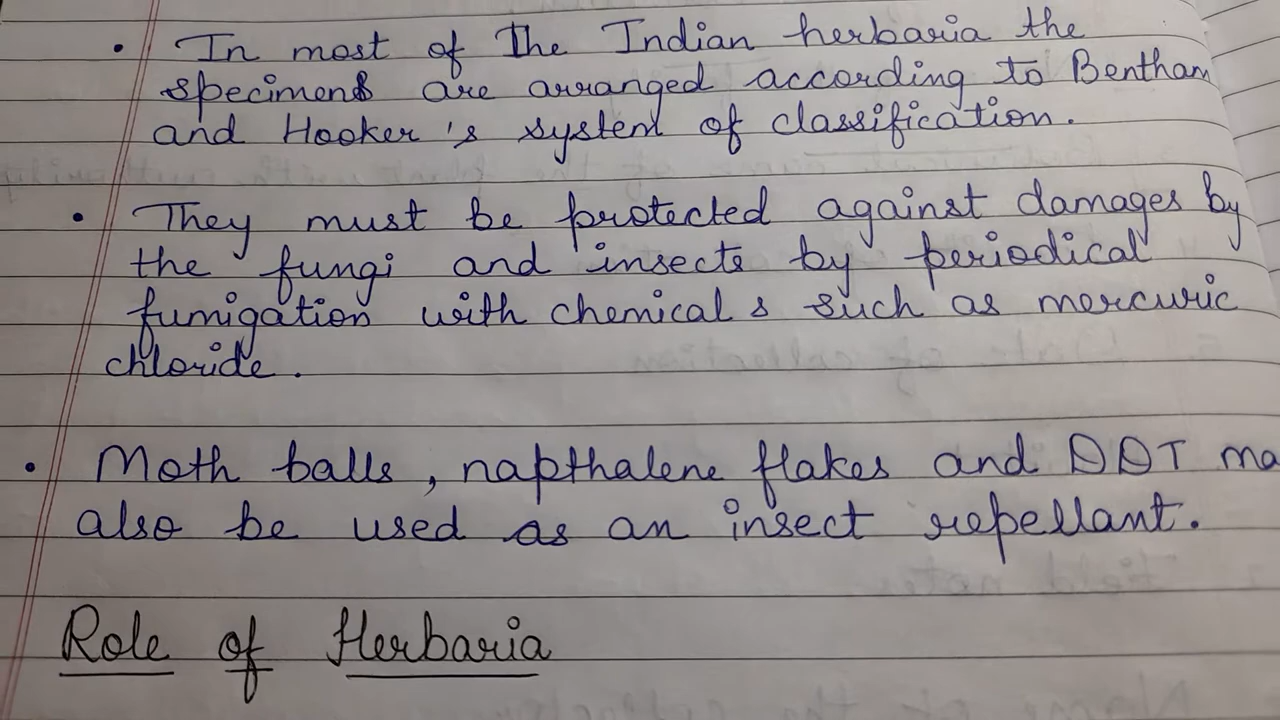 • In most of the Indian herbaria the
specimens are arranged according to Bentham
and Hooker's system of classification.
• They must be protected against damages by
the fungi and insects by periodical
fumigation with chemicals such as mercuric
chloride.
• Moth balls, napthalene flakes and DDT ma
also be used as an insect repellant.
Role of Herbaria